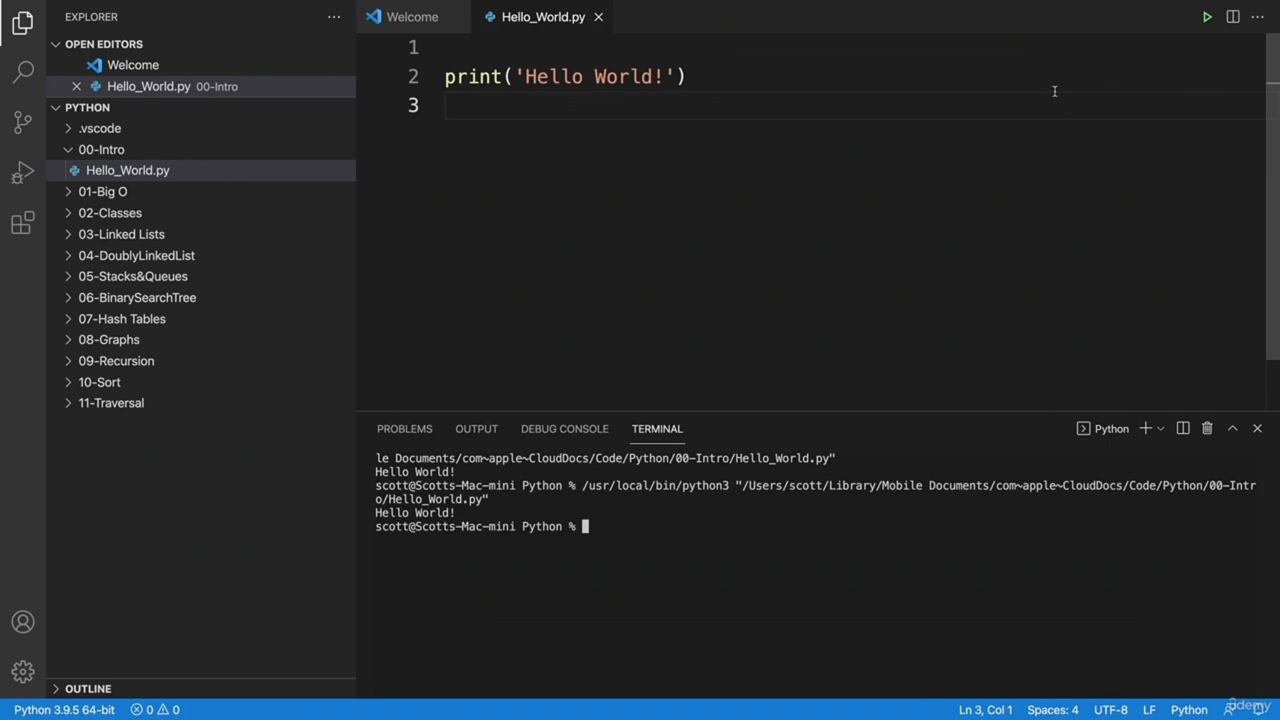 EXPLORER
Welcome
Hello_World.py
OPEN EDITORS
Welcome
Hello_World.py 00-Intro
PYTHON
.vscode
00-Intro
Hello_World.py
01-Big O
02-Classes
03-Linked Lists
04-DoublyLinkedList
05-Stacks&Queues
06-BinarySearchTree
07-Hash Tables
08-Graphs
09-Recursion
10-Sort
11-Traversal
OUTLINE
1
2 print('Hello World!')
3
PROBLEMS OUTPUT DEBUG CONSOLE TERMINAL
Python
le Documents/com~apple~CloudDocs/Code/Python/00-Intro/Hello_World.py"
Hello World!
scott@Scotts-Mac-mini Python % /usr/local/bin/python3 "/Users/scott/Library/Mobile Documents/com~apple~CloudDocs/Code/Python/00-Intr
o/Hello_World.py"
Hello World!
scott@Scotts-Mac-mini Python %
Python 3.9.5 64-bit 0 0 Ln 3, Col 1 Spaces: 4 UTF-8 LF Python
udemy